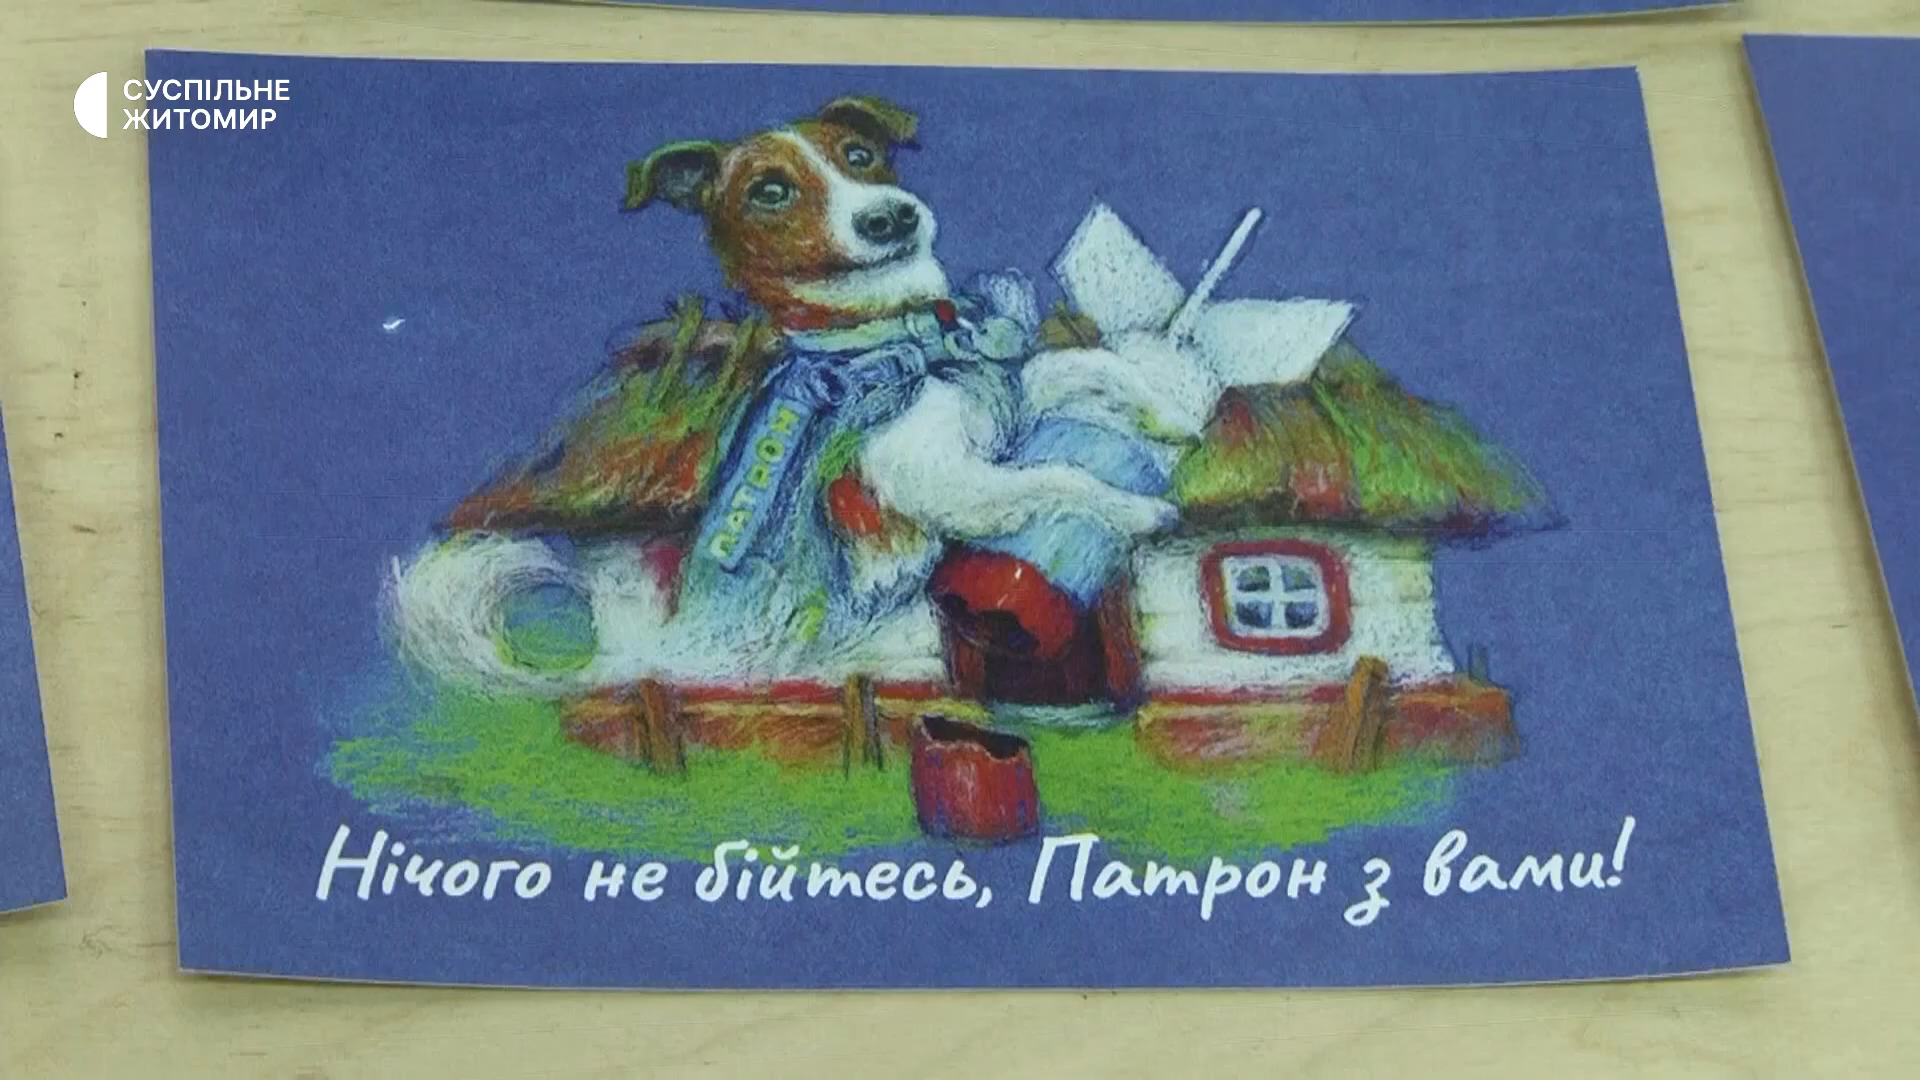 СУСПІЛЬНЕ
ЖИТОМИР
ПАТРОН
Нічого не бійтесь, Патрон з вами!